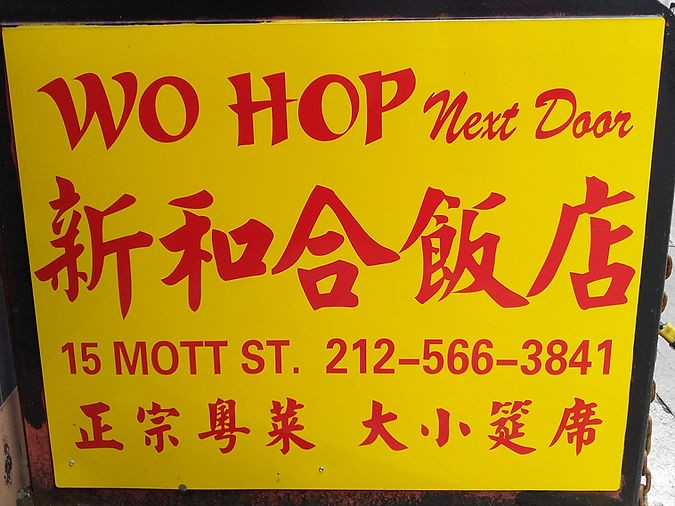 WO HOP Next Door
新和合飯店
15 MOTT ST. 212-566-3841
正宗粤菜 大小筵席